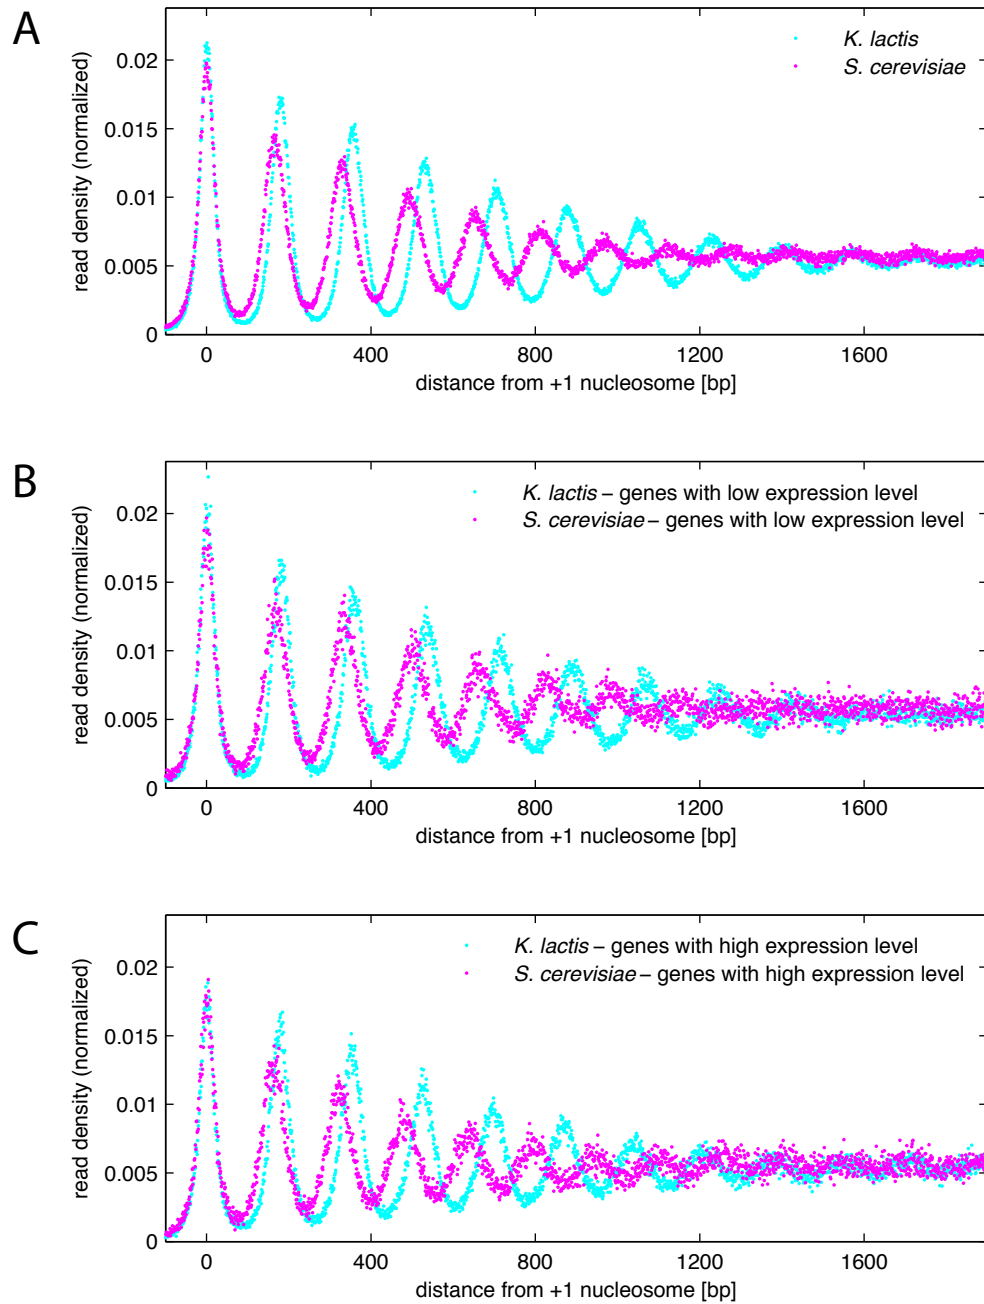 A
K. lactis
S. cerevisiae
read density (normalized)
0.02
0.015
0.01
0.005
0
0 400 800 1200 1600
distance from +1 nucleosome [bp]
B
K. lactis – genes with low expression level
S. cerevisiae – genes with low expression level
read density (normalized)
0.02
0.015
0.01
0.005
0
0 400 800 1200 1600
distance from +1 nucleosome [bp]
C
K. lactis – genes with high expression level
S. cerevisiae – genes with high expression level
read density (normalized)
0.02
0.015
0.01
0.005
0
0 400 800 1200 1600
distance from +1 nucleosome [bp]